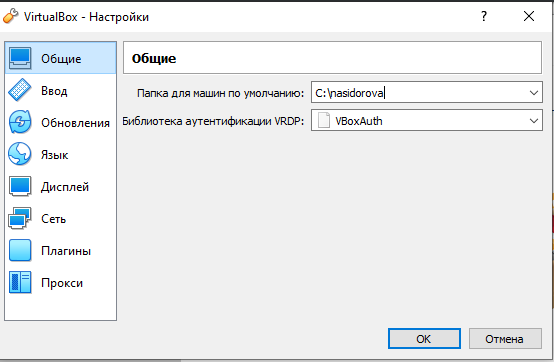 VirtualBox - Настройки
? ×
Общие
Ввод
Обновления
Язык
Дисплей
Сеть
Плагины
Прокси
Общие
Папка для машин по умолчанию: C:\nasidorova
Библиотека аутентификации VRDP: VBoxAuth
OK Отмена